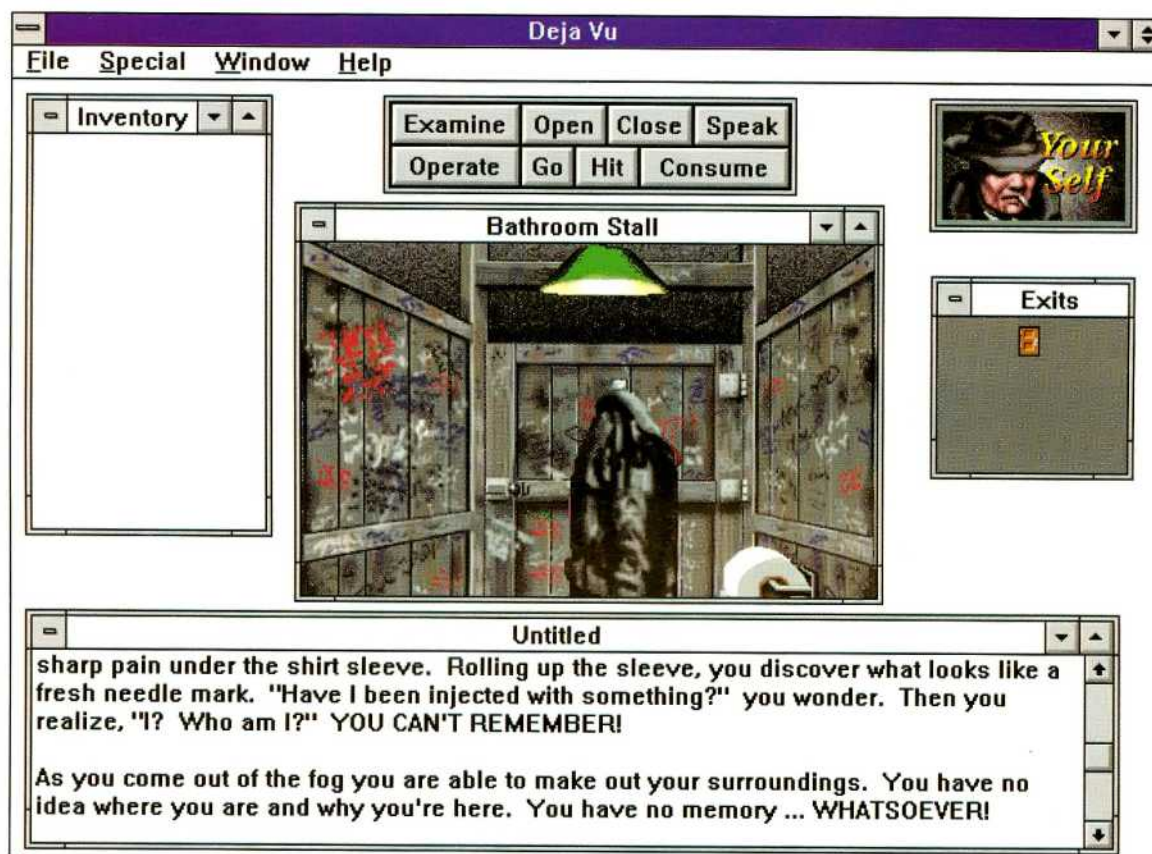 Deja Vu
File Special Window Help
Inventory
Examine Open Close Speak
Operate Go Hit Consume
Your
Self
Bathroom Stall
Exits
Untitled
sharp pain under the shirt sleeve. Rolling up the sleeve, you discover what looks like a
fresh needle mark. "Have I been injected with something?" you wonder. Then you
realize, "I? Who am I?" YOU CAN'T REMEMBER!
As you come out of the fog you are able to make out your surroundings. You have no
idea where you are and why you're here. You have no memory ... WHATSOEVER!